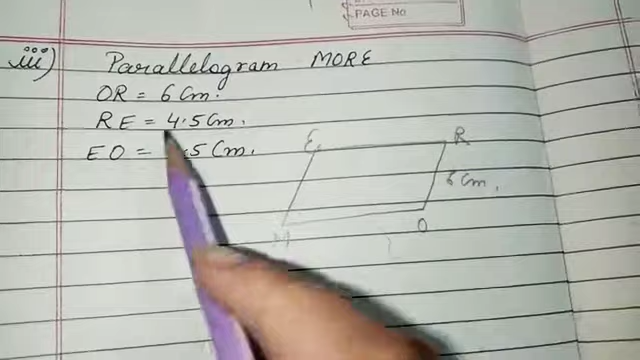 PAGE No
iii) Parallelogram MORE
OR = 6 Cm.
RE = 4.5 Cm.
EO = .5 Cm.
E R
6 Cm.
M O